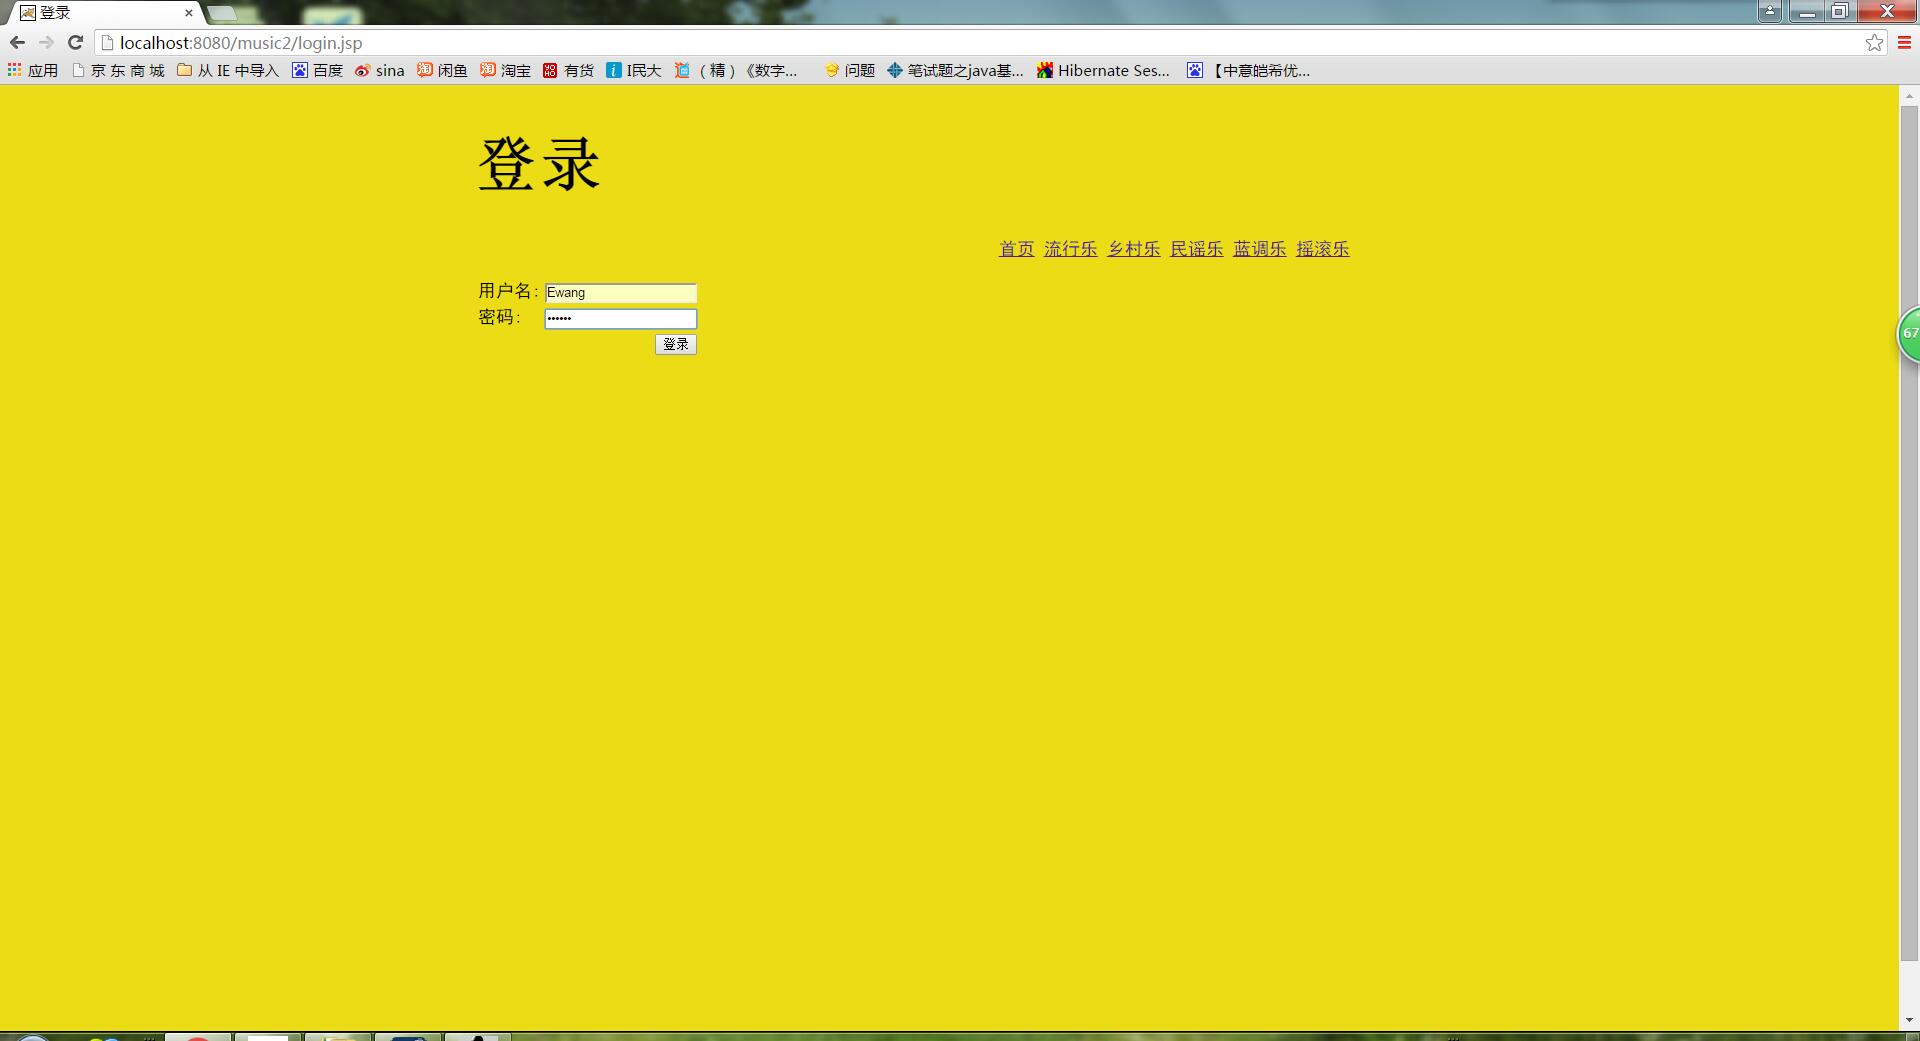 登录
localhost:8080/music2/login.jsp
应用 京 东 商 城 从 IE 中导入 百度 sina 闲鱼 淘宝 有货 I民大 （精）《数字... 问题 笔试题之java基... Hibernate Ses... 【中意皑希优...
登录
首页 流行乐 乡村乐 民谣乐 蓝调乐 摇滚乐
用户名: Ewang
密码: ••••••
登录
67